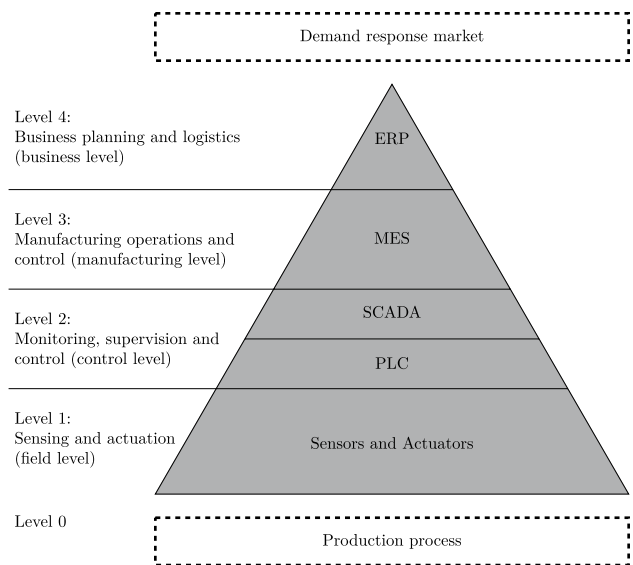 Demand response market
Level 4:
Business planning and logistics
(business level)
ERP
Level 3:
Manufacturing operations and
control (manufacturing level)
MES
Level 2:
Monitoring, supervision and
control (control level)
SCADA
PLC
Level 1:
Sensing and actuation
(field level)
Sensors and Actuators
Level 0
Production process